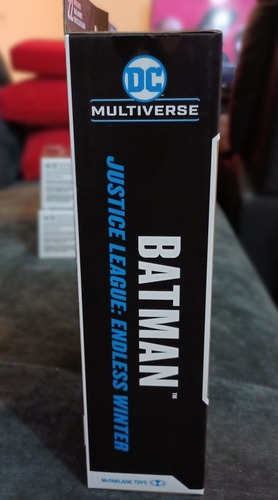 DC
MULTIVERSE
BATMAN™
JUSTICE LEAGUE: ENDLESS WINTER
McFARLANE TOYS